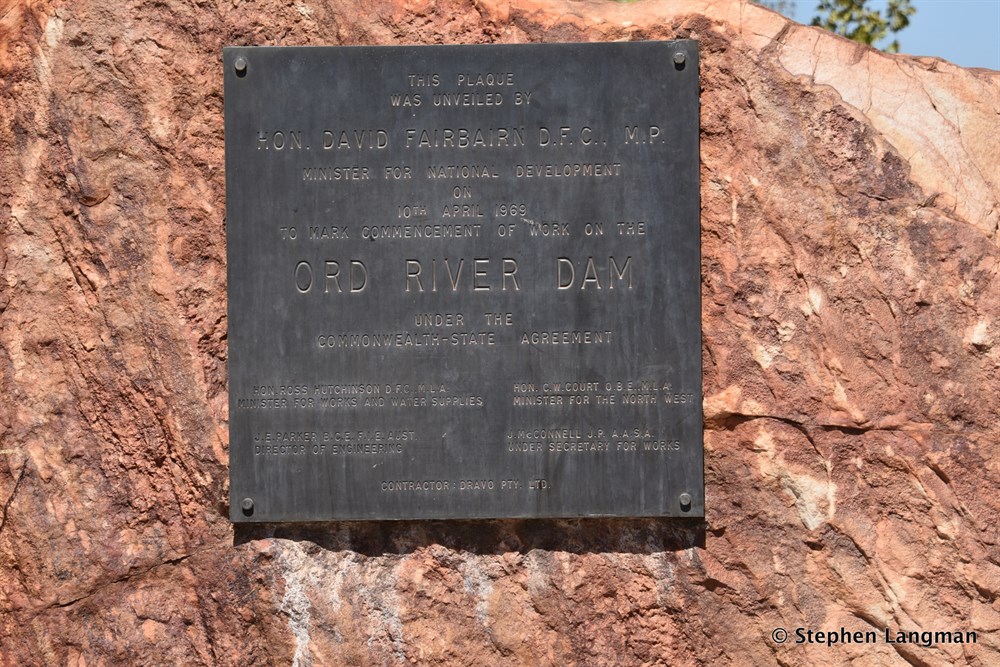 THIS PLAQUE
WAS UNVEILED BY
HON. DAVID FAIRBAIRN D.F.C., M.P.
MINISTER FOR NATIONAL DEVELOPMENT
ON
10TH APRIL 1969
TO MARK COMMENCEMENT OF WORK ON THE
ORD RIVER DAM
UNDER THE
COMMONWEALTH-STATE AGREEMENT
HON. ROSS HUTCHINSON D.F.C., M.L.A.
MINISTER FOR WORKS AND WATER SUPPLIES
HON. C.W. COURT O.B.E., M.L.A.
MINISTER FOR THE NORTH WEST
J.E. PARKER B.C.E. F.I.E. AUST.
DIRECTOR OF ENGINEERING
J. McCONNELL J.P. A.A.S.A.
UNDER SECRETARY FOR WORKS
CONTRACTOR: DRAVO PTY. LTD.
© Stephen Langman